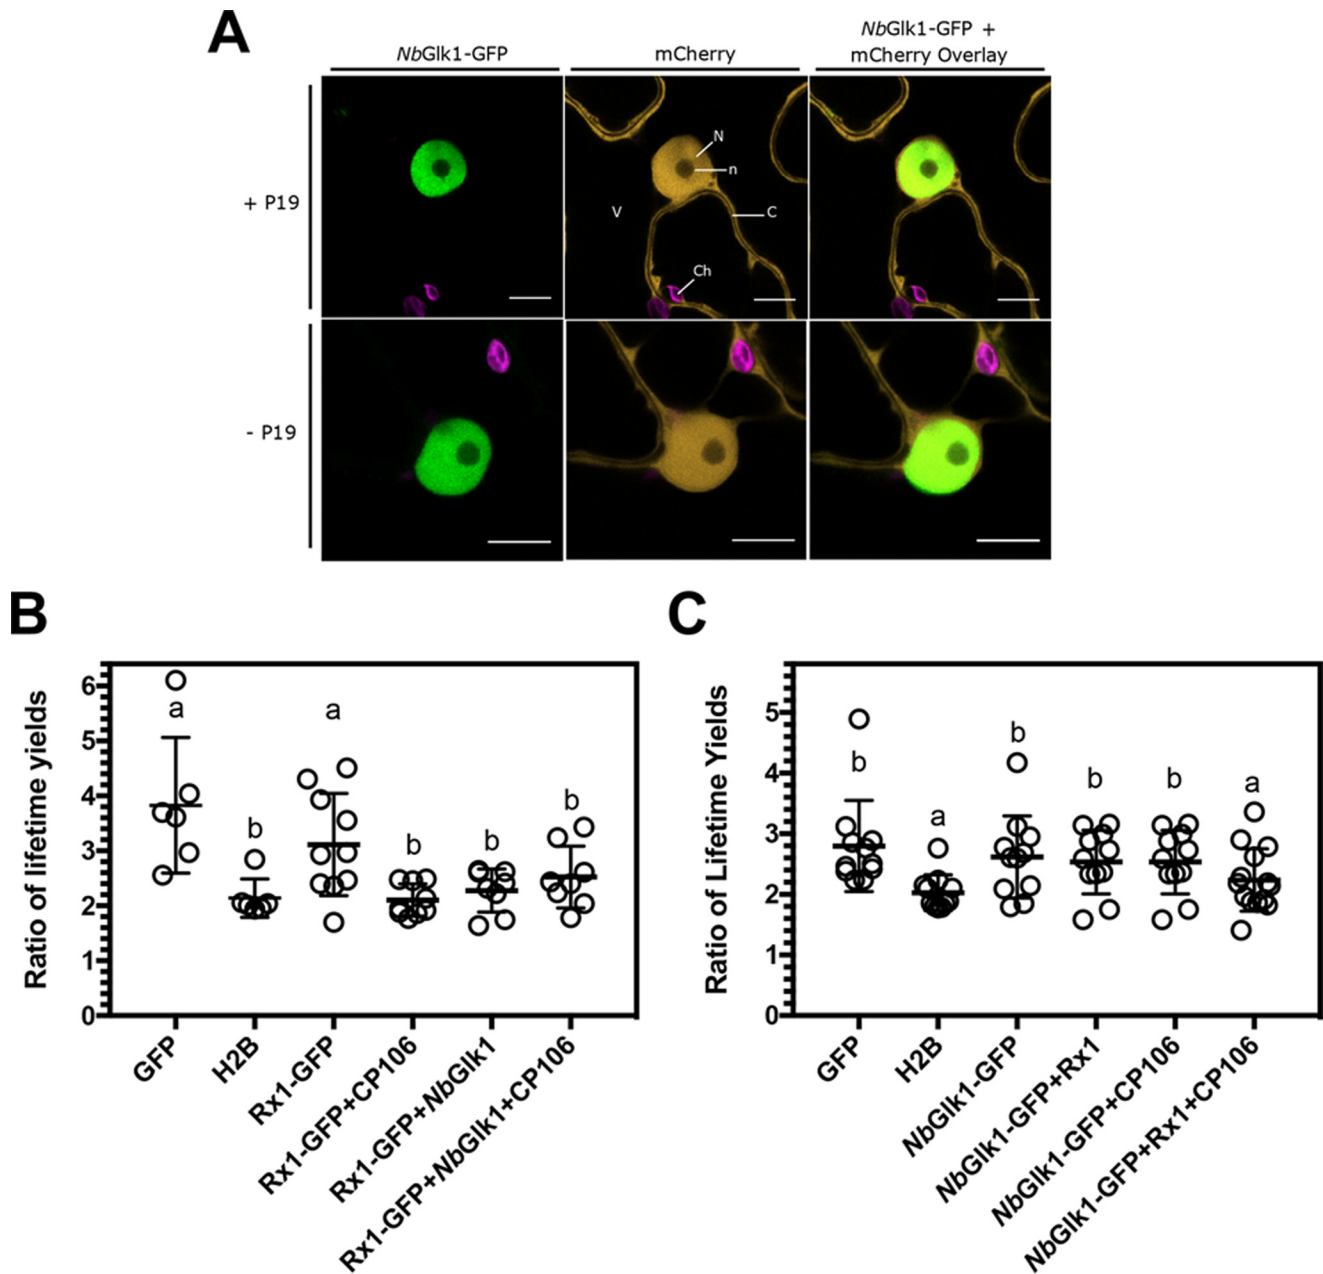 A
NbGlk1-GFP
mCherry
NbGlk1-GFP +
mCherry Overlay
+ P19
N
n
V
C
Ch
- P19
B
C
Ratio of lifetime yields
6
5
4
3
2
1
0
a
b
a
b
b
b
GFP
H2B
Rx1-GFP
Rx1-GFP+CP106
Rx1-GFP+NbGlk1
Rx1-GFP+NbGlk1+CP106
Ratio of Lifetime Yields
5
4
3
2
1
0
b
a
b
b
b
a
GFP
H2B
NbGlk1-GFP
NbGlk1-GFP+Rx1
NbGlk1-GFP+CP106
NbGlk1-GFP+Rx1+CP106